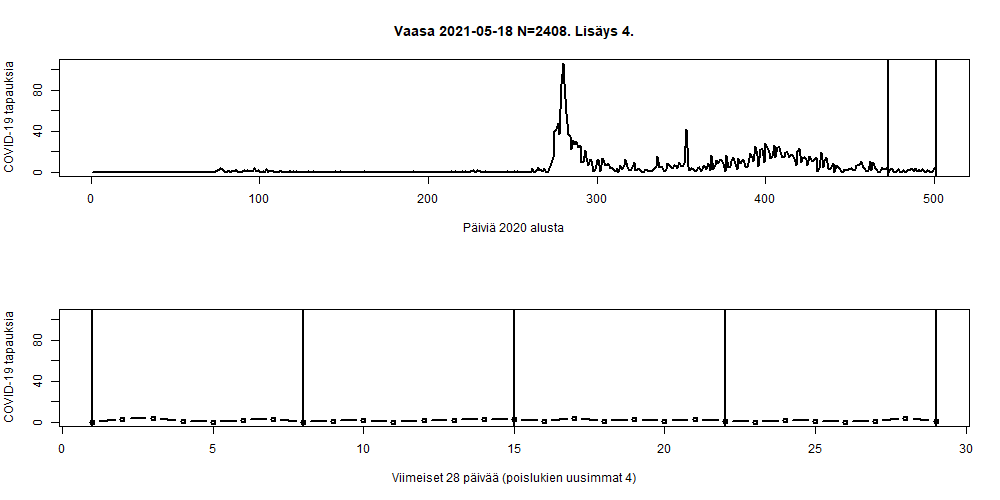 Vaasa 2021-05-18 N=2408. Lisäys 4.
COVID-19 tapauksia
80
40
0
0 100 200 300 400 500
Päiviä 2020 alusta
COVID-19 tapauksia
80
40
0
0 5 10 15 20 25 30
Viimeiset 28 päivää (poislukien uusimmat 4)